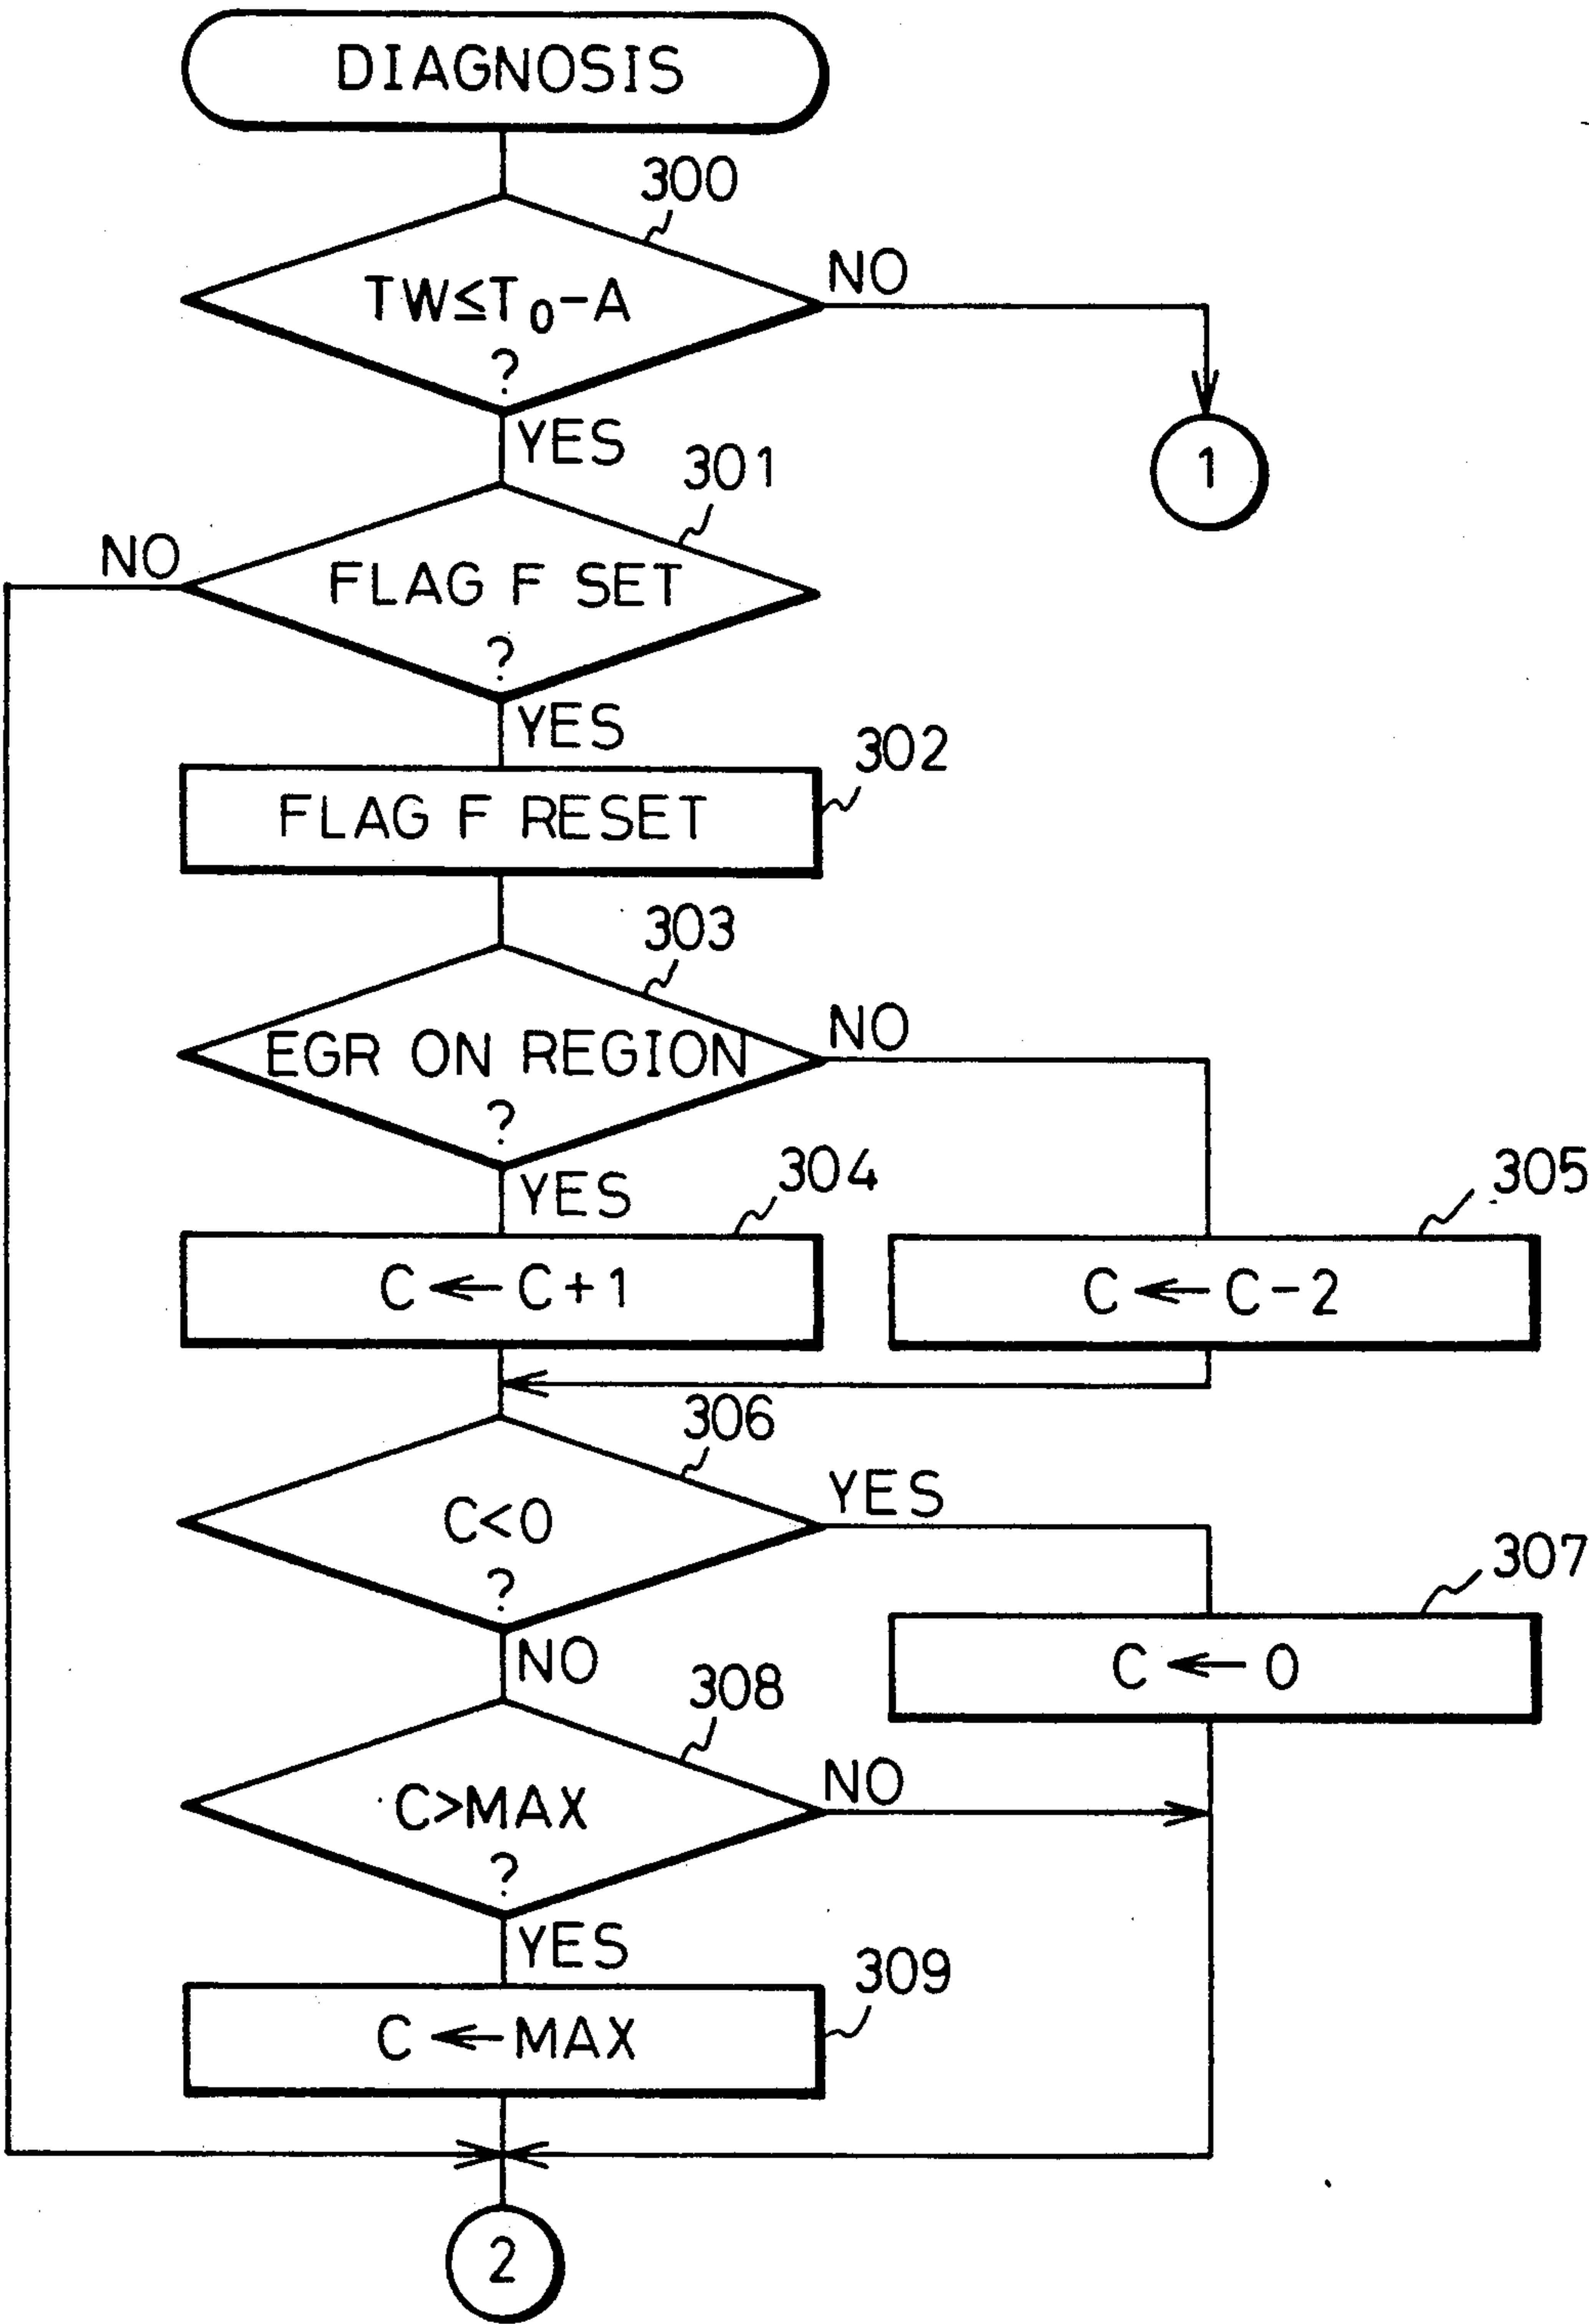 DIAGNOSIS
300
TW≤T₀-A
?
NO
YES
1
301
NO
FLAG F SET
?
YES
302
FLAG F RESET
303
EGR ON REGION
?
NO
YES
304
C←C+1
305
C←C-2
306
C<0
?
YES
NO
307
C←0
308
C>MAX
?
NO
YES
309
C←MAX
2